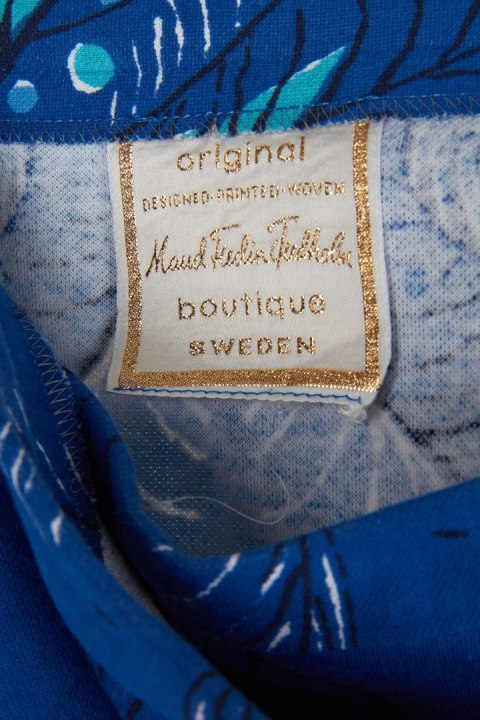 original
DESIGNED-PRINTED-WOVEN
Maud Fredin Fredholm
boutique
SWEDEN